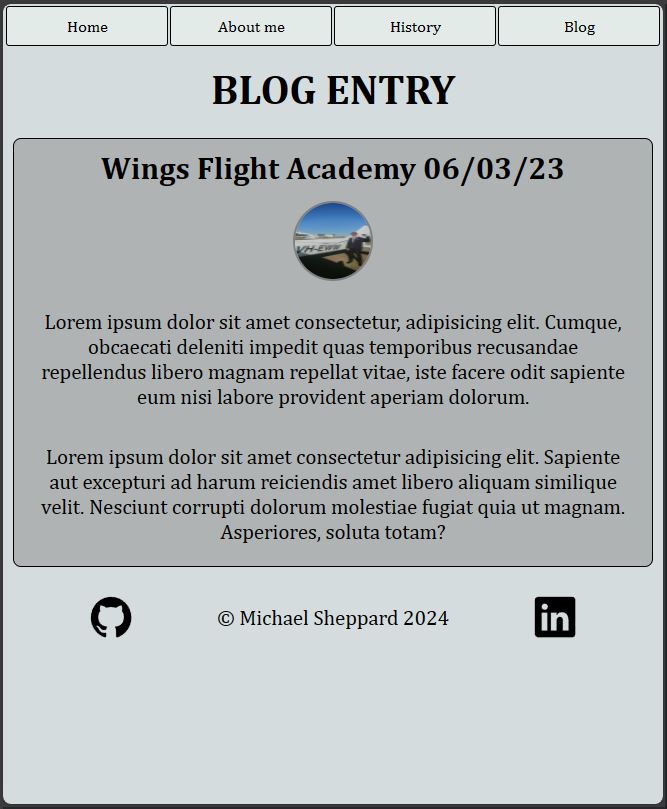 Home
About me
History
Blog
BLOG ENTRY
Wings Flight Academy 06/03/23
VH-EWW
Lorem ipsum dolor sit amet consectetur, adipisicing elit. Cumque,
obcaecati deleniti impedit quas temporibus recusandae
repellendus libero magnam repellat vitae, iste facere odit sapiente
eum nisi labore provident aperiam dolorum.
Lorem ipsum dolor sit amet consectetur adipisicing elit. Sapiente
aut excepturi ad harum reiciendis amet libero aliquam similique
velit. Nesciunt corrupti dolorum molestiae fugiat quia ut magnam.
Asperiores, soluta totam?
© Michael Sheppard 2024
in